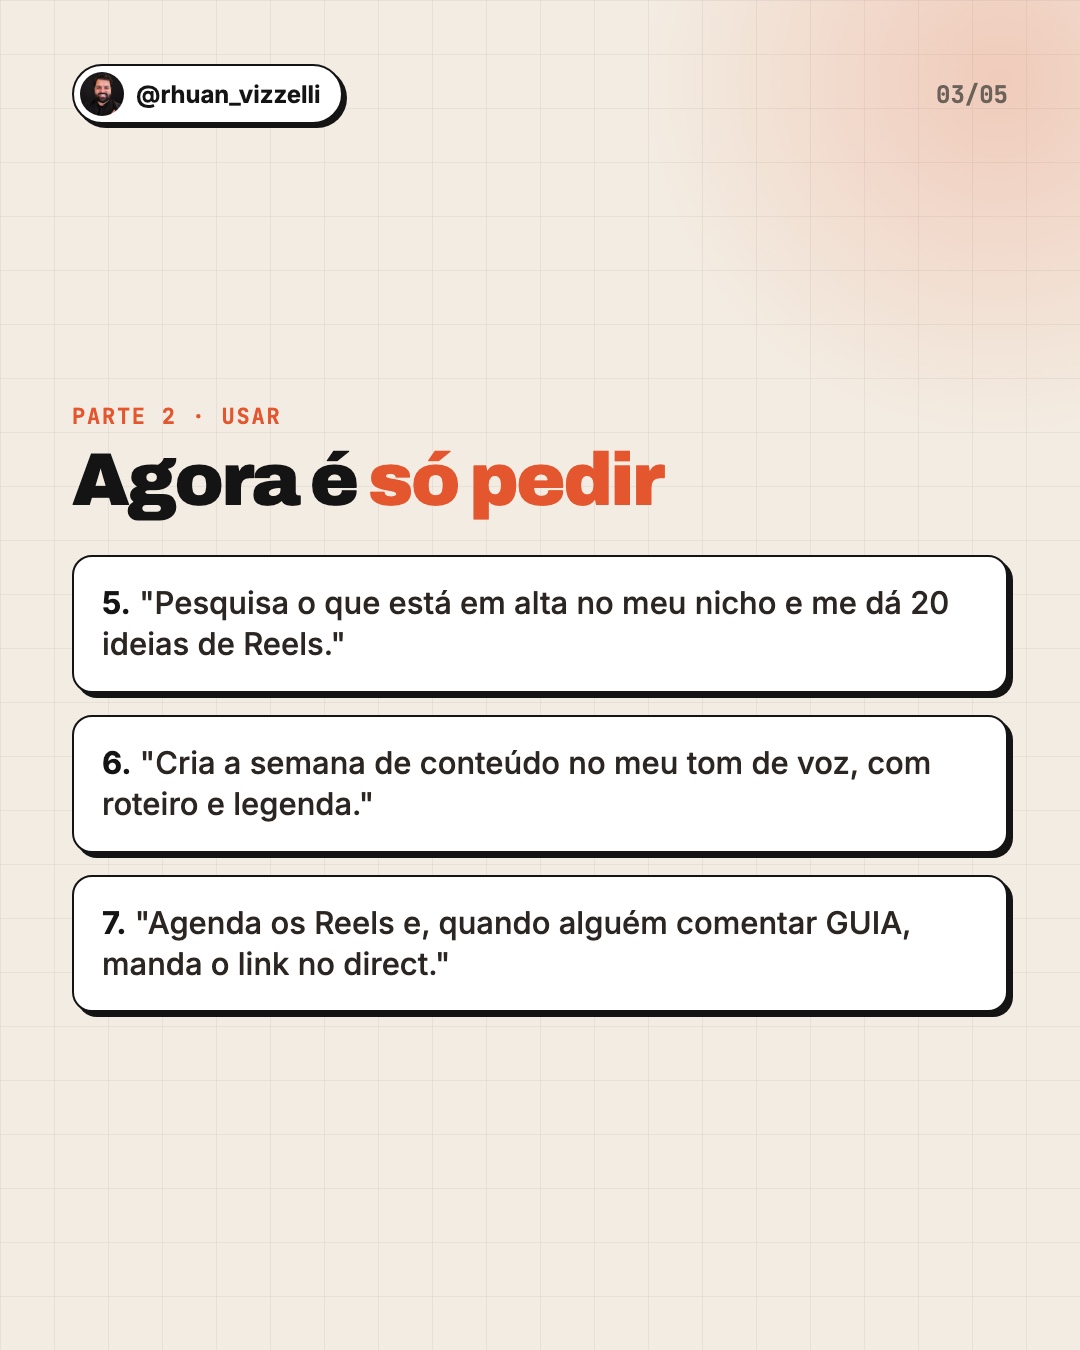 @rhuan_vizzelli
03/05
PARTE 2 · USAR
Agora é só pedir
5. "Pesquisa o que está em alta no meu nicho e me dá 20
ideias de Reels."
6. "Cria a semana de conteúdo no meu tom de voz, com
roteiro e legenda."
7. "Agenda os Reels e, quando alguém comentar GUIA,
manda o link no direct."